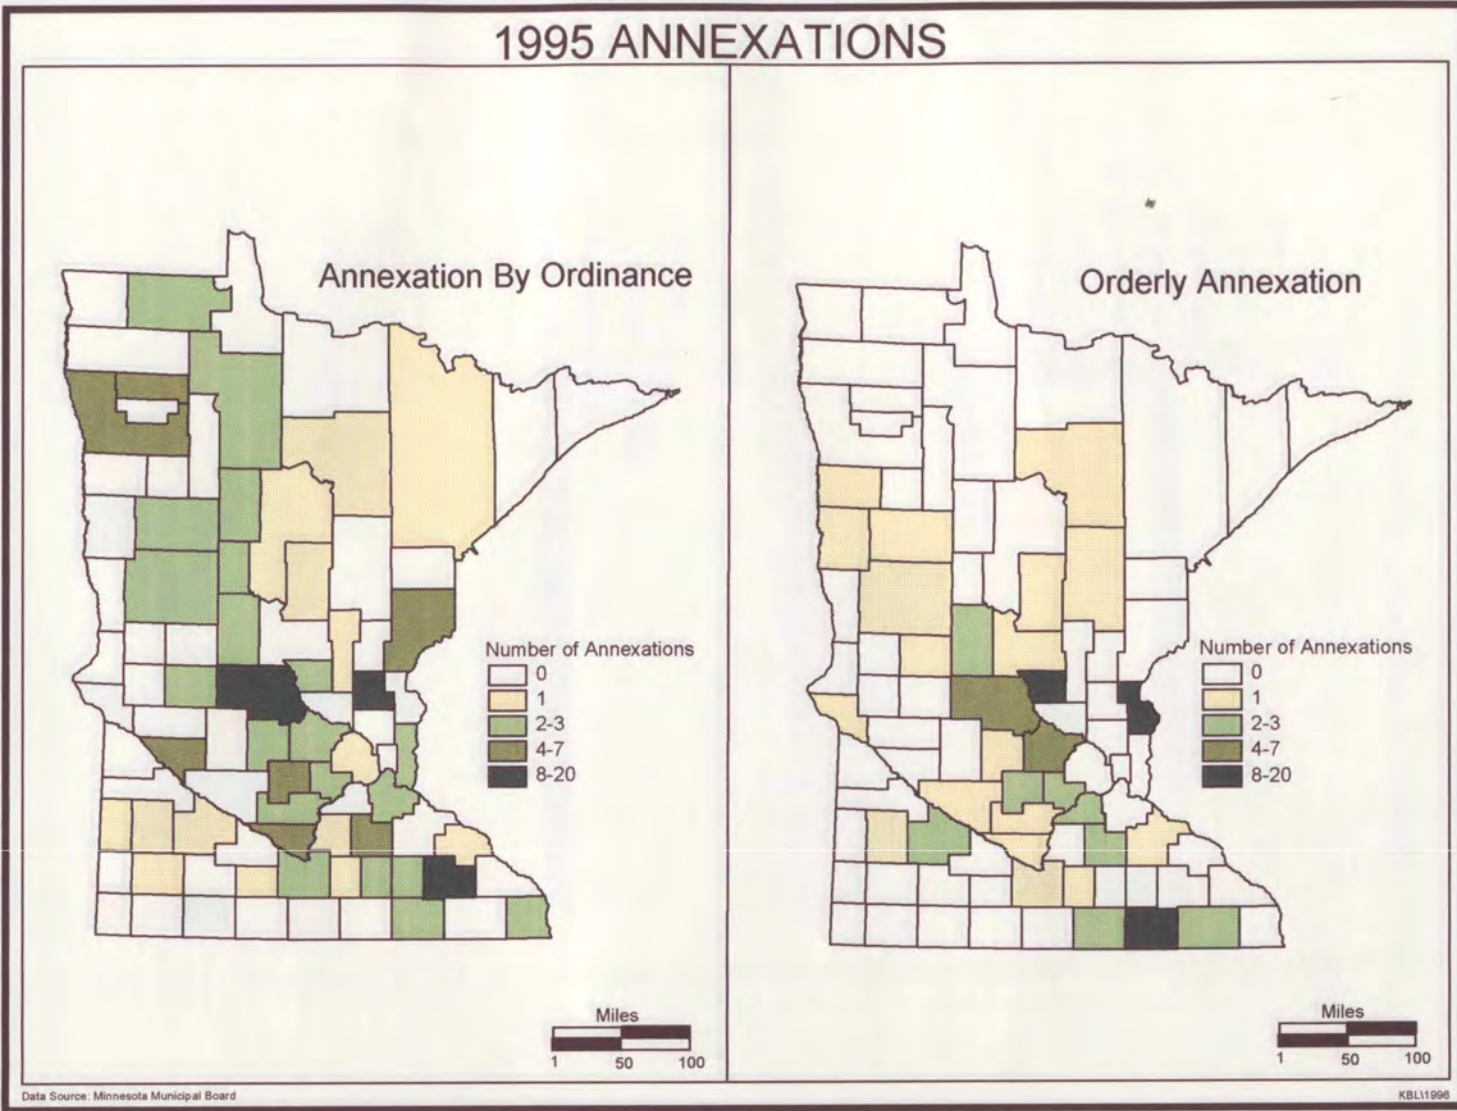 1995 ANNEXATIONS
Annexation By Ordinance
Number of Annexations
0
1
2-3
4-7
8-20
Miles
1 50 100
Orderly Annexation
Number of Annexations
0
1
2-3
4-7
8-20
Miles
1 50 100
Data Source: Minnesota Municipal Board
KBL\1996